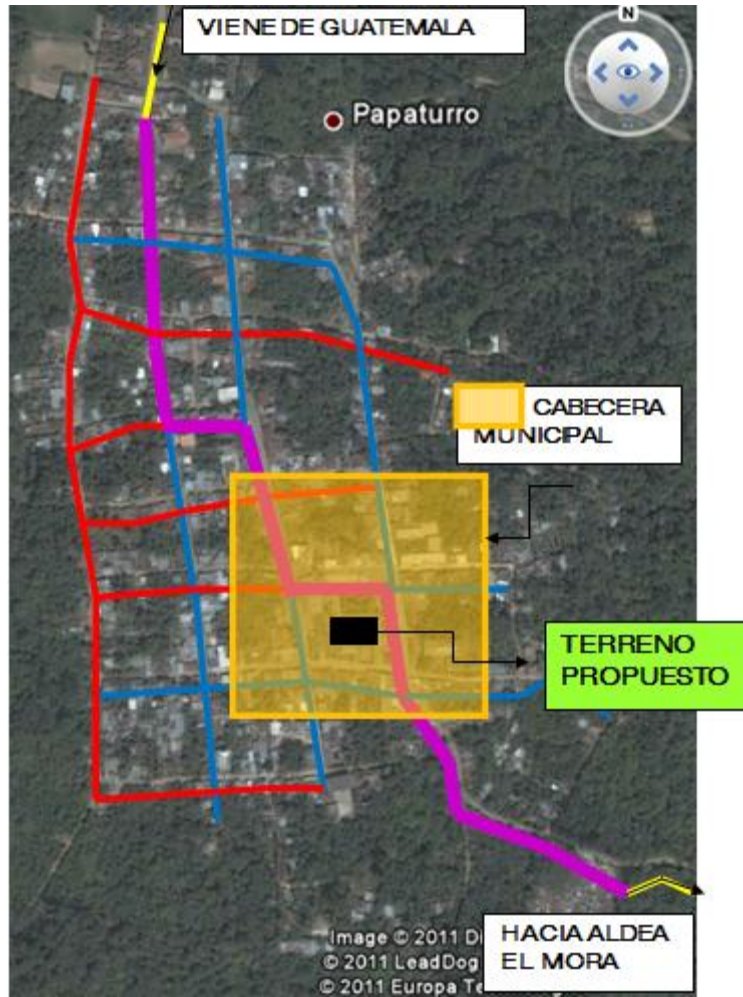 VIENE DE GUATEMALA
N
Papaturro
CABECERA
MUNICIPAL
TERRENO
PROPUESTO
Image © 2011 Di
© 2011 LeadDog
© 2011 Europa Te
HACIA ALDEA
EL MORA